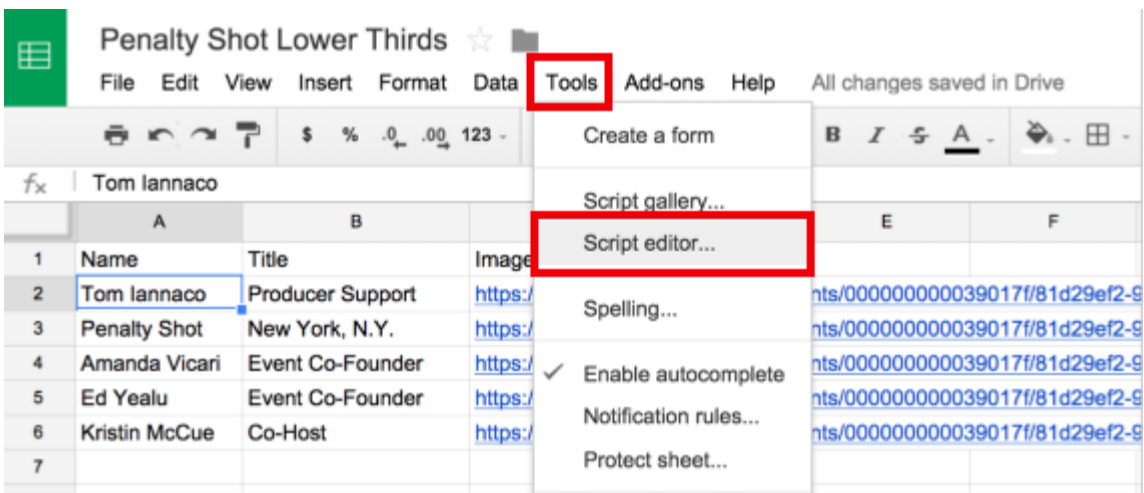 Penalty Shot Lower Thirds
File Edit View Insert Format Data Tools Add-ons Help All changes saved in Drive
$ % .0 .00 123 B I S A
Create a form
fx Tom Iannaco
Script gallery...
A B E F
Script editor...
1 Name Title Image
2 Tom Iannaco Producer Support https:/ nts/000000000039017f/81d29ef2-9
Spelling...
3 Penalty Shot New York, N.Y. https:/ nts/000000000039017f/81d29ef2-9
4 Amanda Vicari Event Co-Founder https:/ nts/000000000039017f/81d29ef2-9
Enable autocomplete
5 Ed Yealu Event Co-Founder https:/ nts/000000000039017f/81d29ef2-9
Notification rules...
6 Kristin McCue Co-Host https:/ nts/000000000039017f/81d29ef2-9
Protect sheet...
7